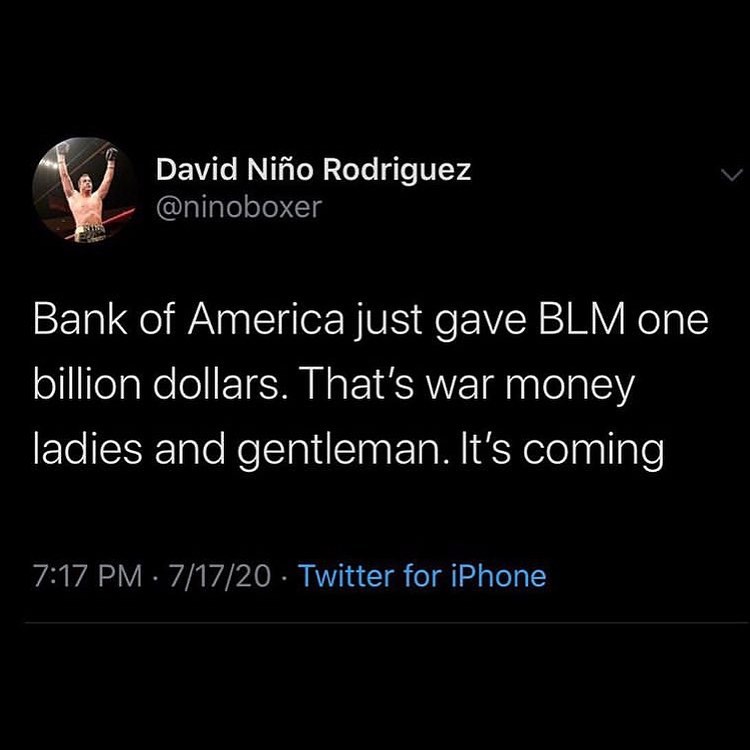 David Niño Rodriguez
@ninoboxer
Bank of America just gave BLM one
billion dollars. That's war money
ladies and gentleman. It's coming
7:17 PM · 7/17/20 · Twitter for iPhone